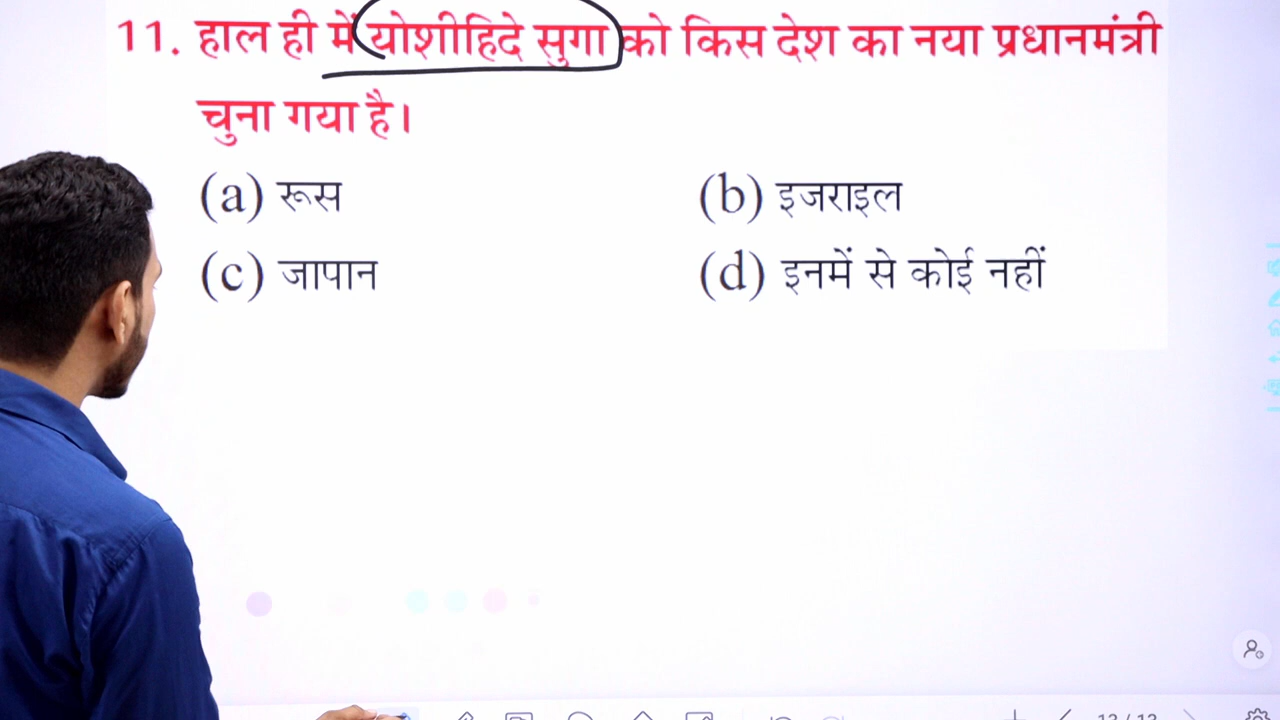 11. हाल ही में योशीहिदे सुगा को किस देश का नया प्रधानमंत्री
चुना गया है।
(a) रूस
(b) इजराइल
(c) जापान
(d) इनमें से कोई नहीं